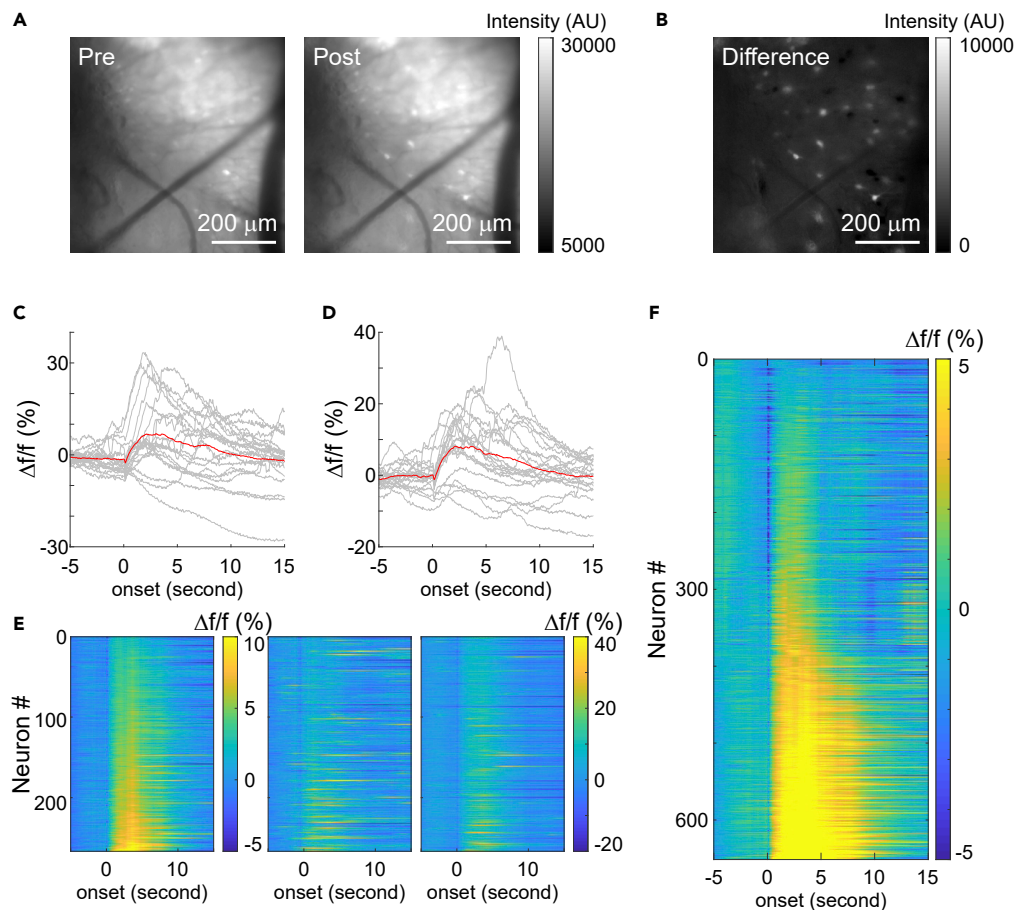 A
Intensity (AU)
30000
Pre
Post
200 μm
200 μm
5000
B
Intensity (AU)
10000
Difference
200 μm
0
C
Δf/f (%)
30
0
-30
-5 0 5 10 15
onset (second)
D
Δf/f (%)
40
20
0
-20
-5 0 5 10 15
onset (second)
E
Δf/f (%)
10
5
0
-5
Neuron #
0
100
200
0 10
onset (second)
0 10
onset (second)
Δf/f (%)
40
20
0
-20
0 10
onset (second)
F
Δf/f (%)
5
0
-5
Neuron #
0
300
600
-5 0 5 10 15
onset (second)